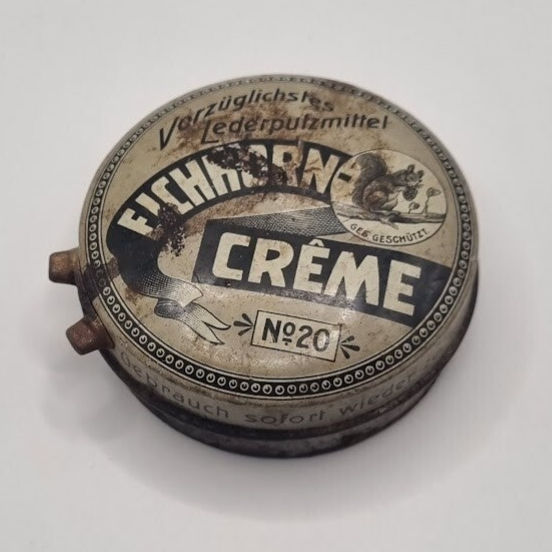 Vorzüglichstes
Lederputzmittel
EICHHORN-
CRÊME
GES. GESCHÜTZT.
Nº20
Gebrauch sofort wieder